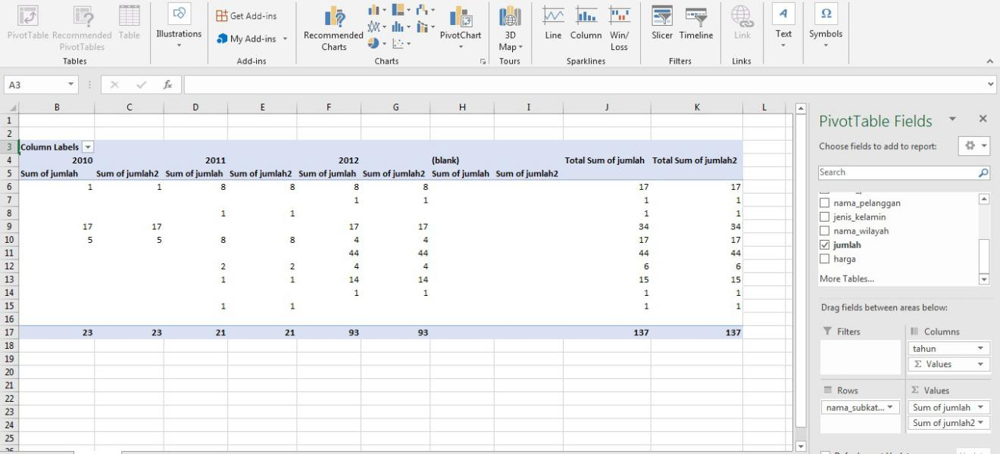 PivotTable Recommended PivotTables Table
Tables
Illustrations
Get Add-ins
My Add-ins
Add-ins
Recommended Charts
PivotChart
Charts
3D Map
Tours
Line Column Win/ Loss
Sparklines
Slicer Timeline
Filters
Link
Links
Text
Symbols
A3
fx
B C D E F G H I J K L
1
2
3 Column Labels
4 2010 2011 2012 (blank) Total Sum of jumlah Total Sum of jumlah2
5 Sum of jumlah Sum of jumlah2 Sum of jumlah Sum of jumlah2 Sum of jumlah Sum of jumlah2 Sum of jumlah Sum of jumlah2
6 1 1 8 8 8 8 17 17
7 1 1 1 1
8 1 1 1 1
9 17 17 17 17 34 34
10 5 5 8 8 4 4 17 17
11 44 44 44 44
12 2 2 4 4 6 6
13 1 1 14 14 15 15
14 1 1 1 1
15 1 1 1 1
16
17 23 23 21 21 93 93 137 137
18
19
20
21
22
23
24
25
PivotTable Fields
Choose fields to add to report:
Search
nama_pelanggan
jenis_kelamin
nama_wilayah
jumlah
harga
More Tables...
Drag fields between areas below:
Filters
Columns
tahun
Σ Values
Rows
nama_subkat...
Σ Values
Sum of jumlah
Sum of jumlah2